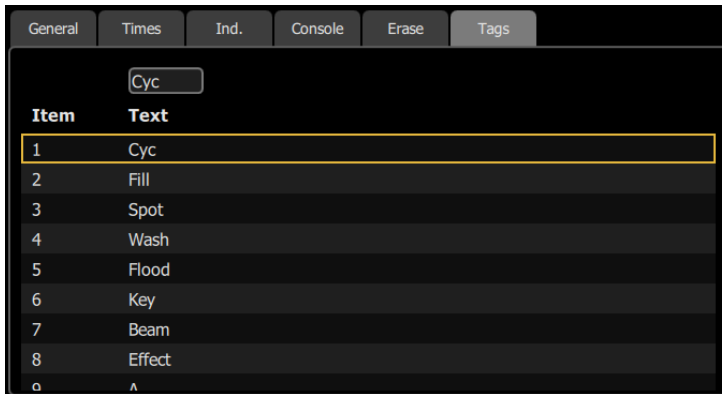 General Times Ind. Console Erase Tags
Cyc
Item Text
1 Cyc
2 Fill
3 Spot
4 Wash
5 Flood
6 Key
7 Beam
8 Effect
9 A